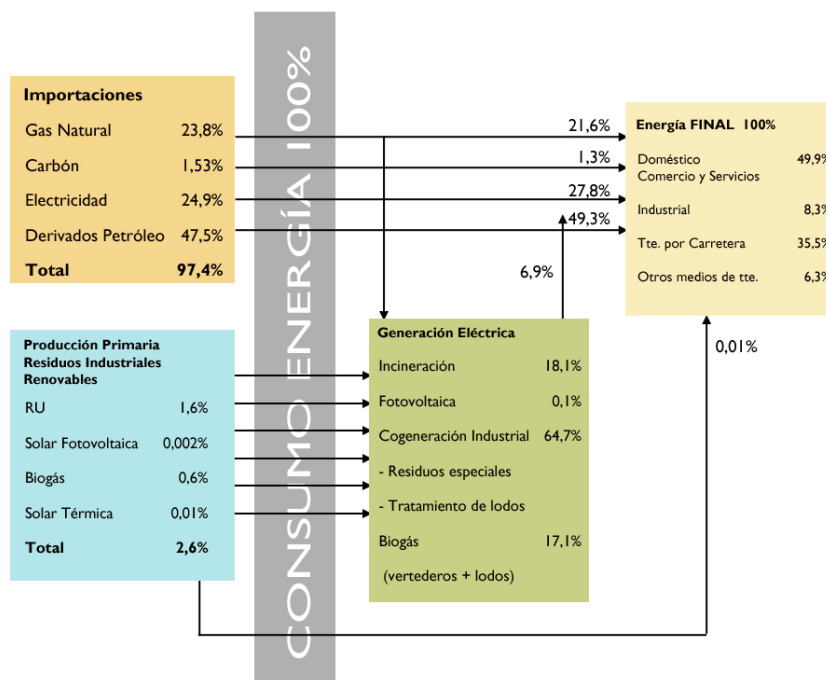 CONSUMO ENERGÍA 100%
Importaciones
Gas Natural 23,8%
Carbón 1,53%
Electricidad 24,9%
Derivados Petróleo 47,5%
Total 97,4%
21,6%
1,3%
27,8%
49,3%
6,9%
Energía FINAL 100%
Doméstico 49,9%
Comercio y Servicios
Industrial 8,3%
Tte. por Carretera 35,5%
Otros medios de tte. 6,3%
Producción Primaria
Residuos Industriales
Renovables
RU 1,6%
Solar Fotovoltaica 0,002%
Biogás 0,6%
Solar Térmica 0,01%
Total 2,6%
Generación Eléctrica
Incineración 18,1%
Fotovoltaica 0,1%
Cogeneración Industrial 64,7%
- Residuos especiales
- Tratamiento de lodos
Biogás 17,1%
(vertederos + lodos)
0,01%